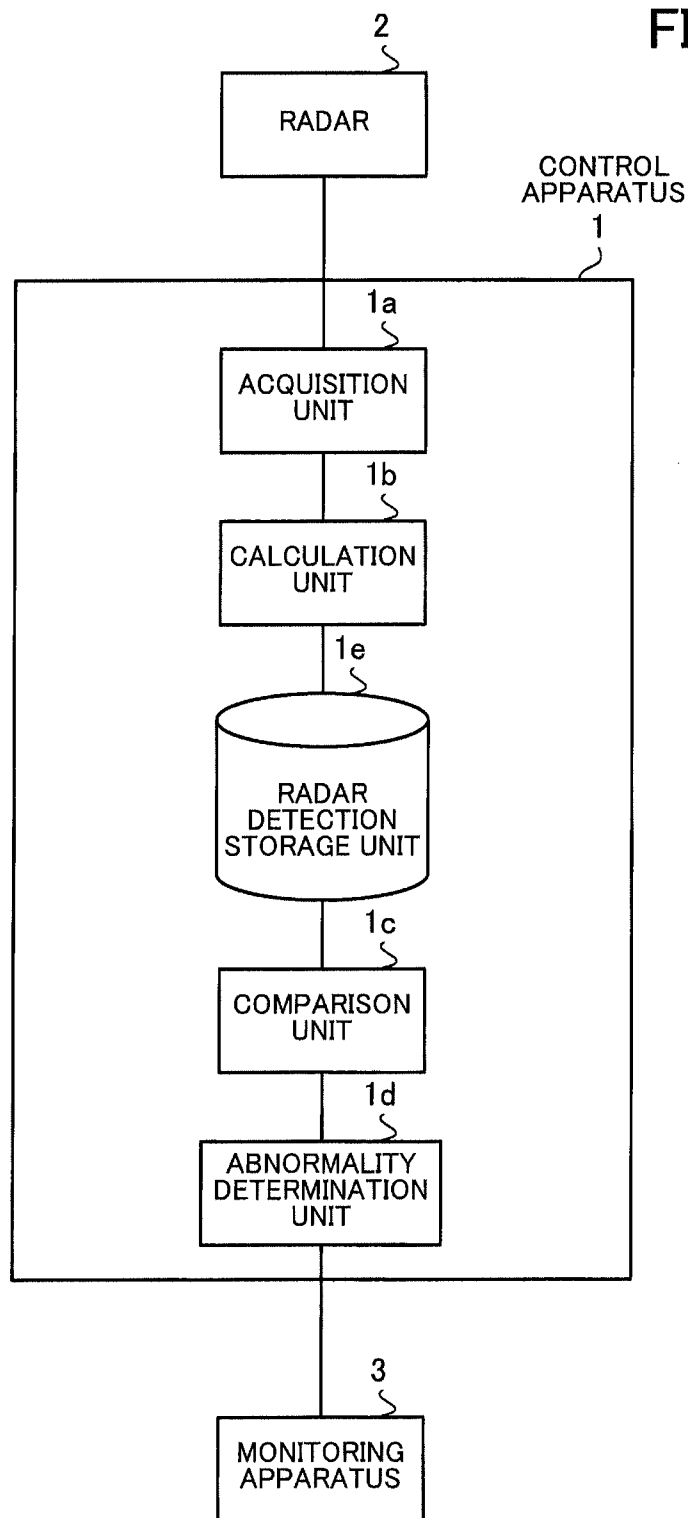 FI
2
RADAR
CONTROL
APPARATUS
1
1a
ACQUISITION
UNIT
1b
CALCULATION
UNIT
1e
RADAR
DETECTION
STORAGE UNIT
1c
COMPARISON
UNIT
1d
ABNORMALITY
DETERMINATION
UNIT
3
MONITORING
APPARATUS